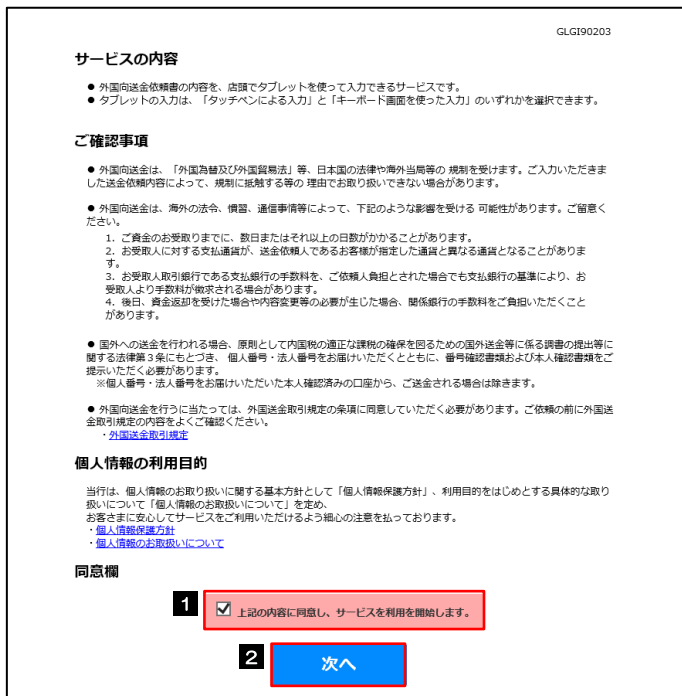 GLGI90203
サービスの内容
● 外国向送金依頼書の内容を、店頭でタブレットを使って入力できるサービスです。
● タブレットの入力は、「タッチペンによる入力」と「キーボード画面を使った入力」のいずれかを選択できます。
ご確認事項
● 外国向送金は、「外国為替及び外国貿易法」等、日本国の法律や海外当局等の 規制を受けます。ご入力いただきま
した送金依頼内容によって、規制に抵触する等の 理由でお取り扱いできない場合があります。
● 外国向送金は、海外の法令、慣習、通信事情等によって、下記のような影響を受ける 可能性があります。ご留意く
ださい。
1. ご資金のお受取りまでに、数日またはそれ以上の日数がかかることがあります。
2. お受取人に対する支払通貨が、送金依頼人であるお客様が指定した通貨と異なる通貨となることがありま
す。
3. お受取人取引銀行である支払銀行の手数料を、ご依頼人負担とされた場合でも支払銀行の基準により、お
受取人より手数料が徴求される場合があります。
4. 後日、資金返却を受けた場合や内容変更等の必要が生じた場合、関係銀行の手数料をご負担いただくこと
があります。
● 国外への送金を行われる場合、原則として内国税の適正な課税の確保を図るための国外送金等に係る調書の提出等に
関する法律第３条にもとづき、 個人番号・法人番号をお届けいただくとともに、番号確認書類および本人確認書類をご
提示いただく必要があります。
※個人番号・法人番号をお届けいただいた本人確認済みの口座から、ご送金される場合は除きます。
● 外国向送金を行うに当たっては、外国送金取引規定の条項に同意していただく必要があります。ご依頼の前に外国送
金取引規定の内容をよくご確認ください。
・外国送金取引規定
個人情報の利用目的
当行は、個人情報のお取り扱いに関する基本方針として「個人情報保護方針」、利用目的をはじめとする具体的な取り
扱いについて「個人情報のお取扱いについて」を定め、
お客さまに安心してサービスをご利用いただけるよう細心の注意を払っております。
・個人情報保護方針
・個人情報のお取扱いについて
同意欄
1 上記の内容に同意し、サービスを利用を開始します。
2 次へ